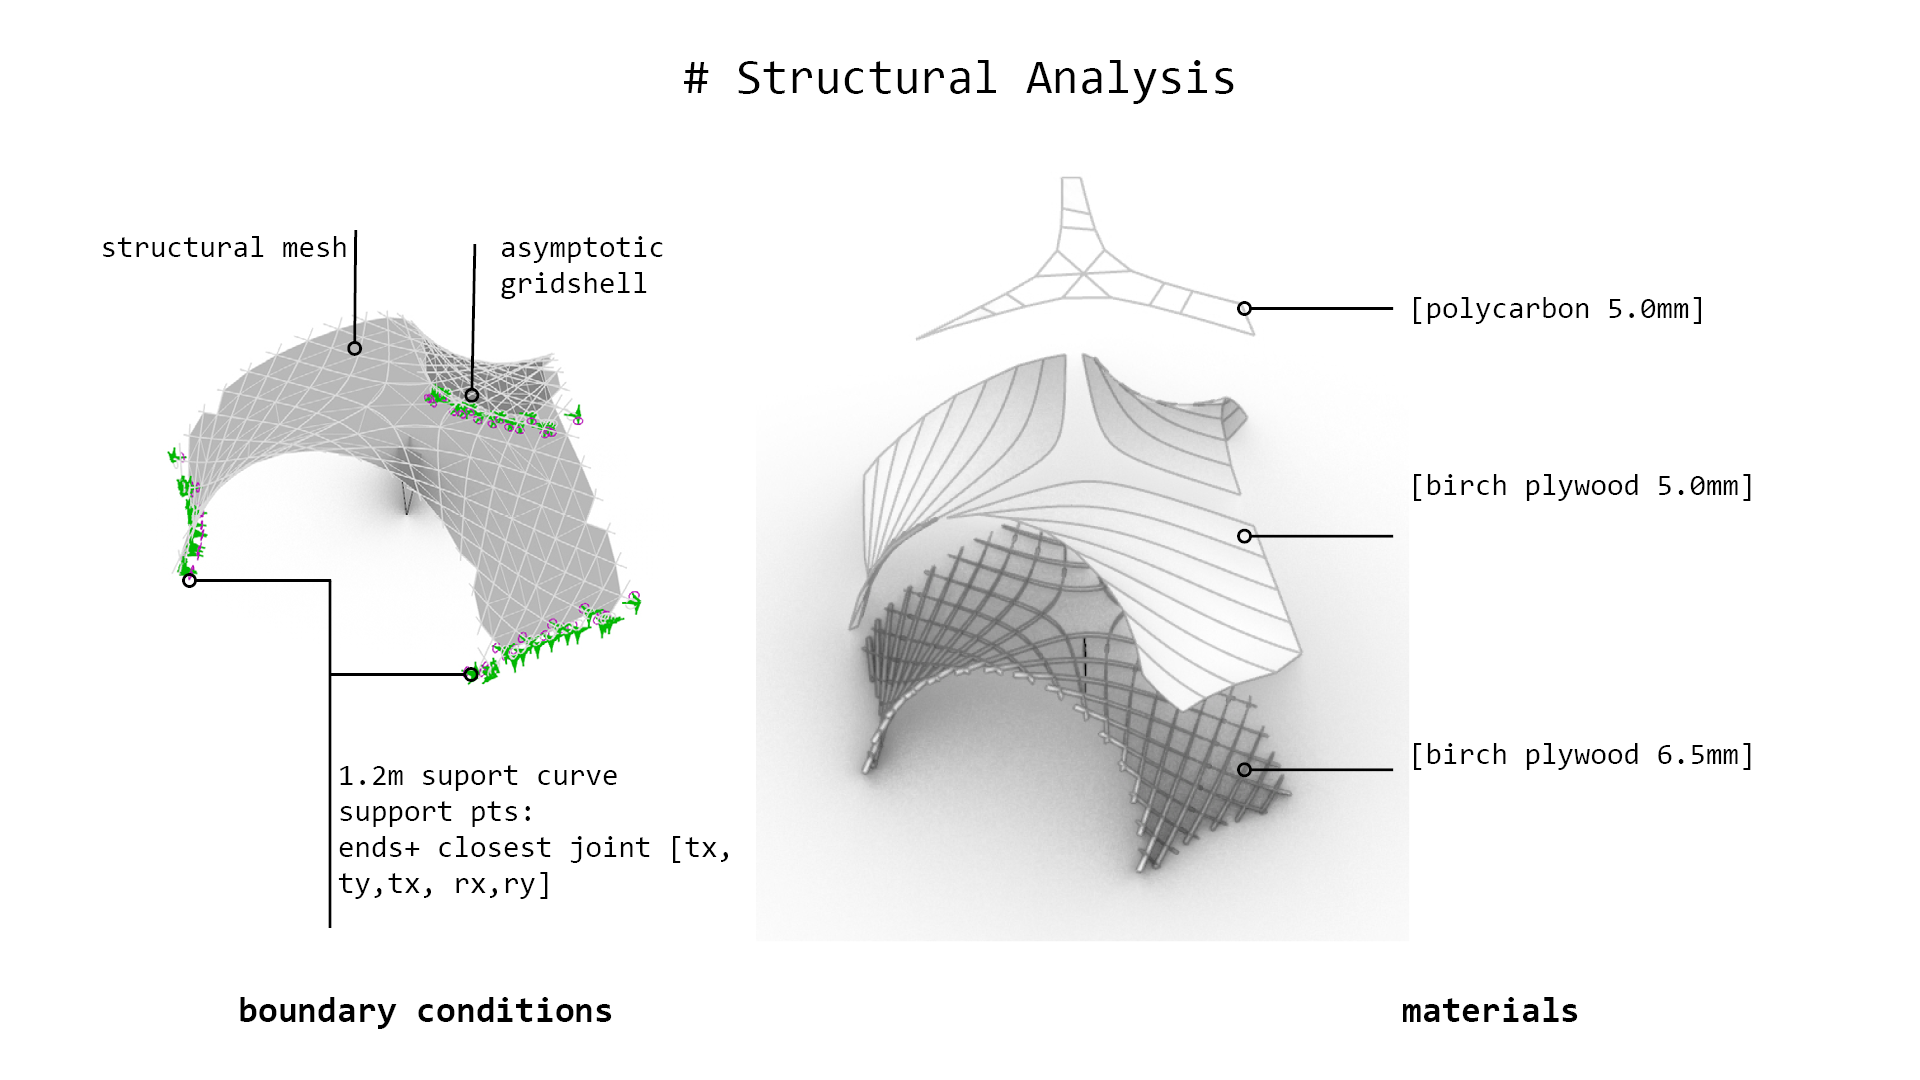 # Structural Analysis
structural mesh
asymptotic
gridshell
1.2m suport curve
support pts:
ends+ closest joint [tx,
ty,tx, rx,ry]
boundary conditions
[polycarbon 5.0mm]
[birch plywood 5.0mm]
[birch plywood 6.5mm]
materials